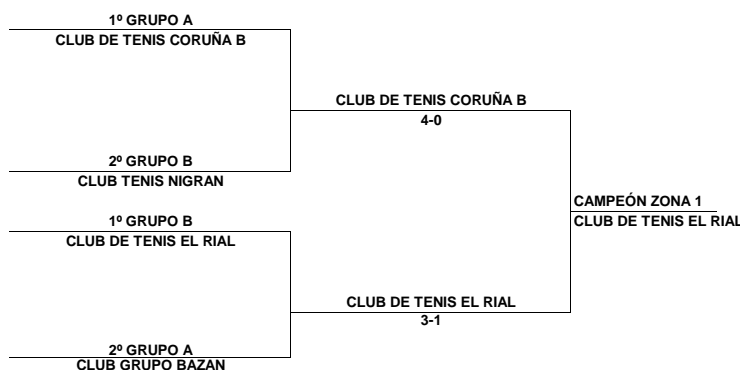 1º GRUPO A
CLUB DE TENIS CORUÑA B
CLUB DE TENIS CORUÑA B
4-0
2º GRUPO B
CLUB TENIS NIGRAN
CAMPEÓN ZONA 1
CLUB DE TENIS EL RIAL
1º GRUPO B
CLUB DE TENIS EL RIAL
CLUB DE TENIS EL RIAL
3-1
2º GRUPO A
CLUB GRUPO BAZAN